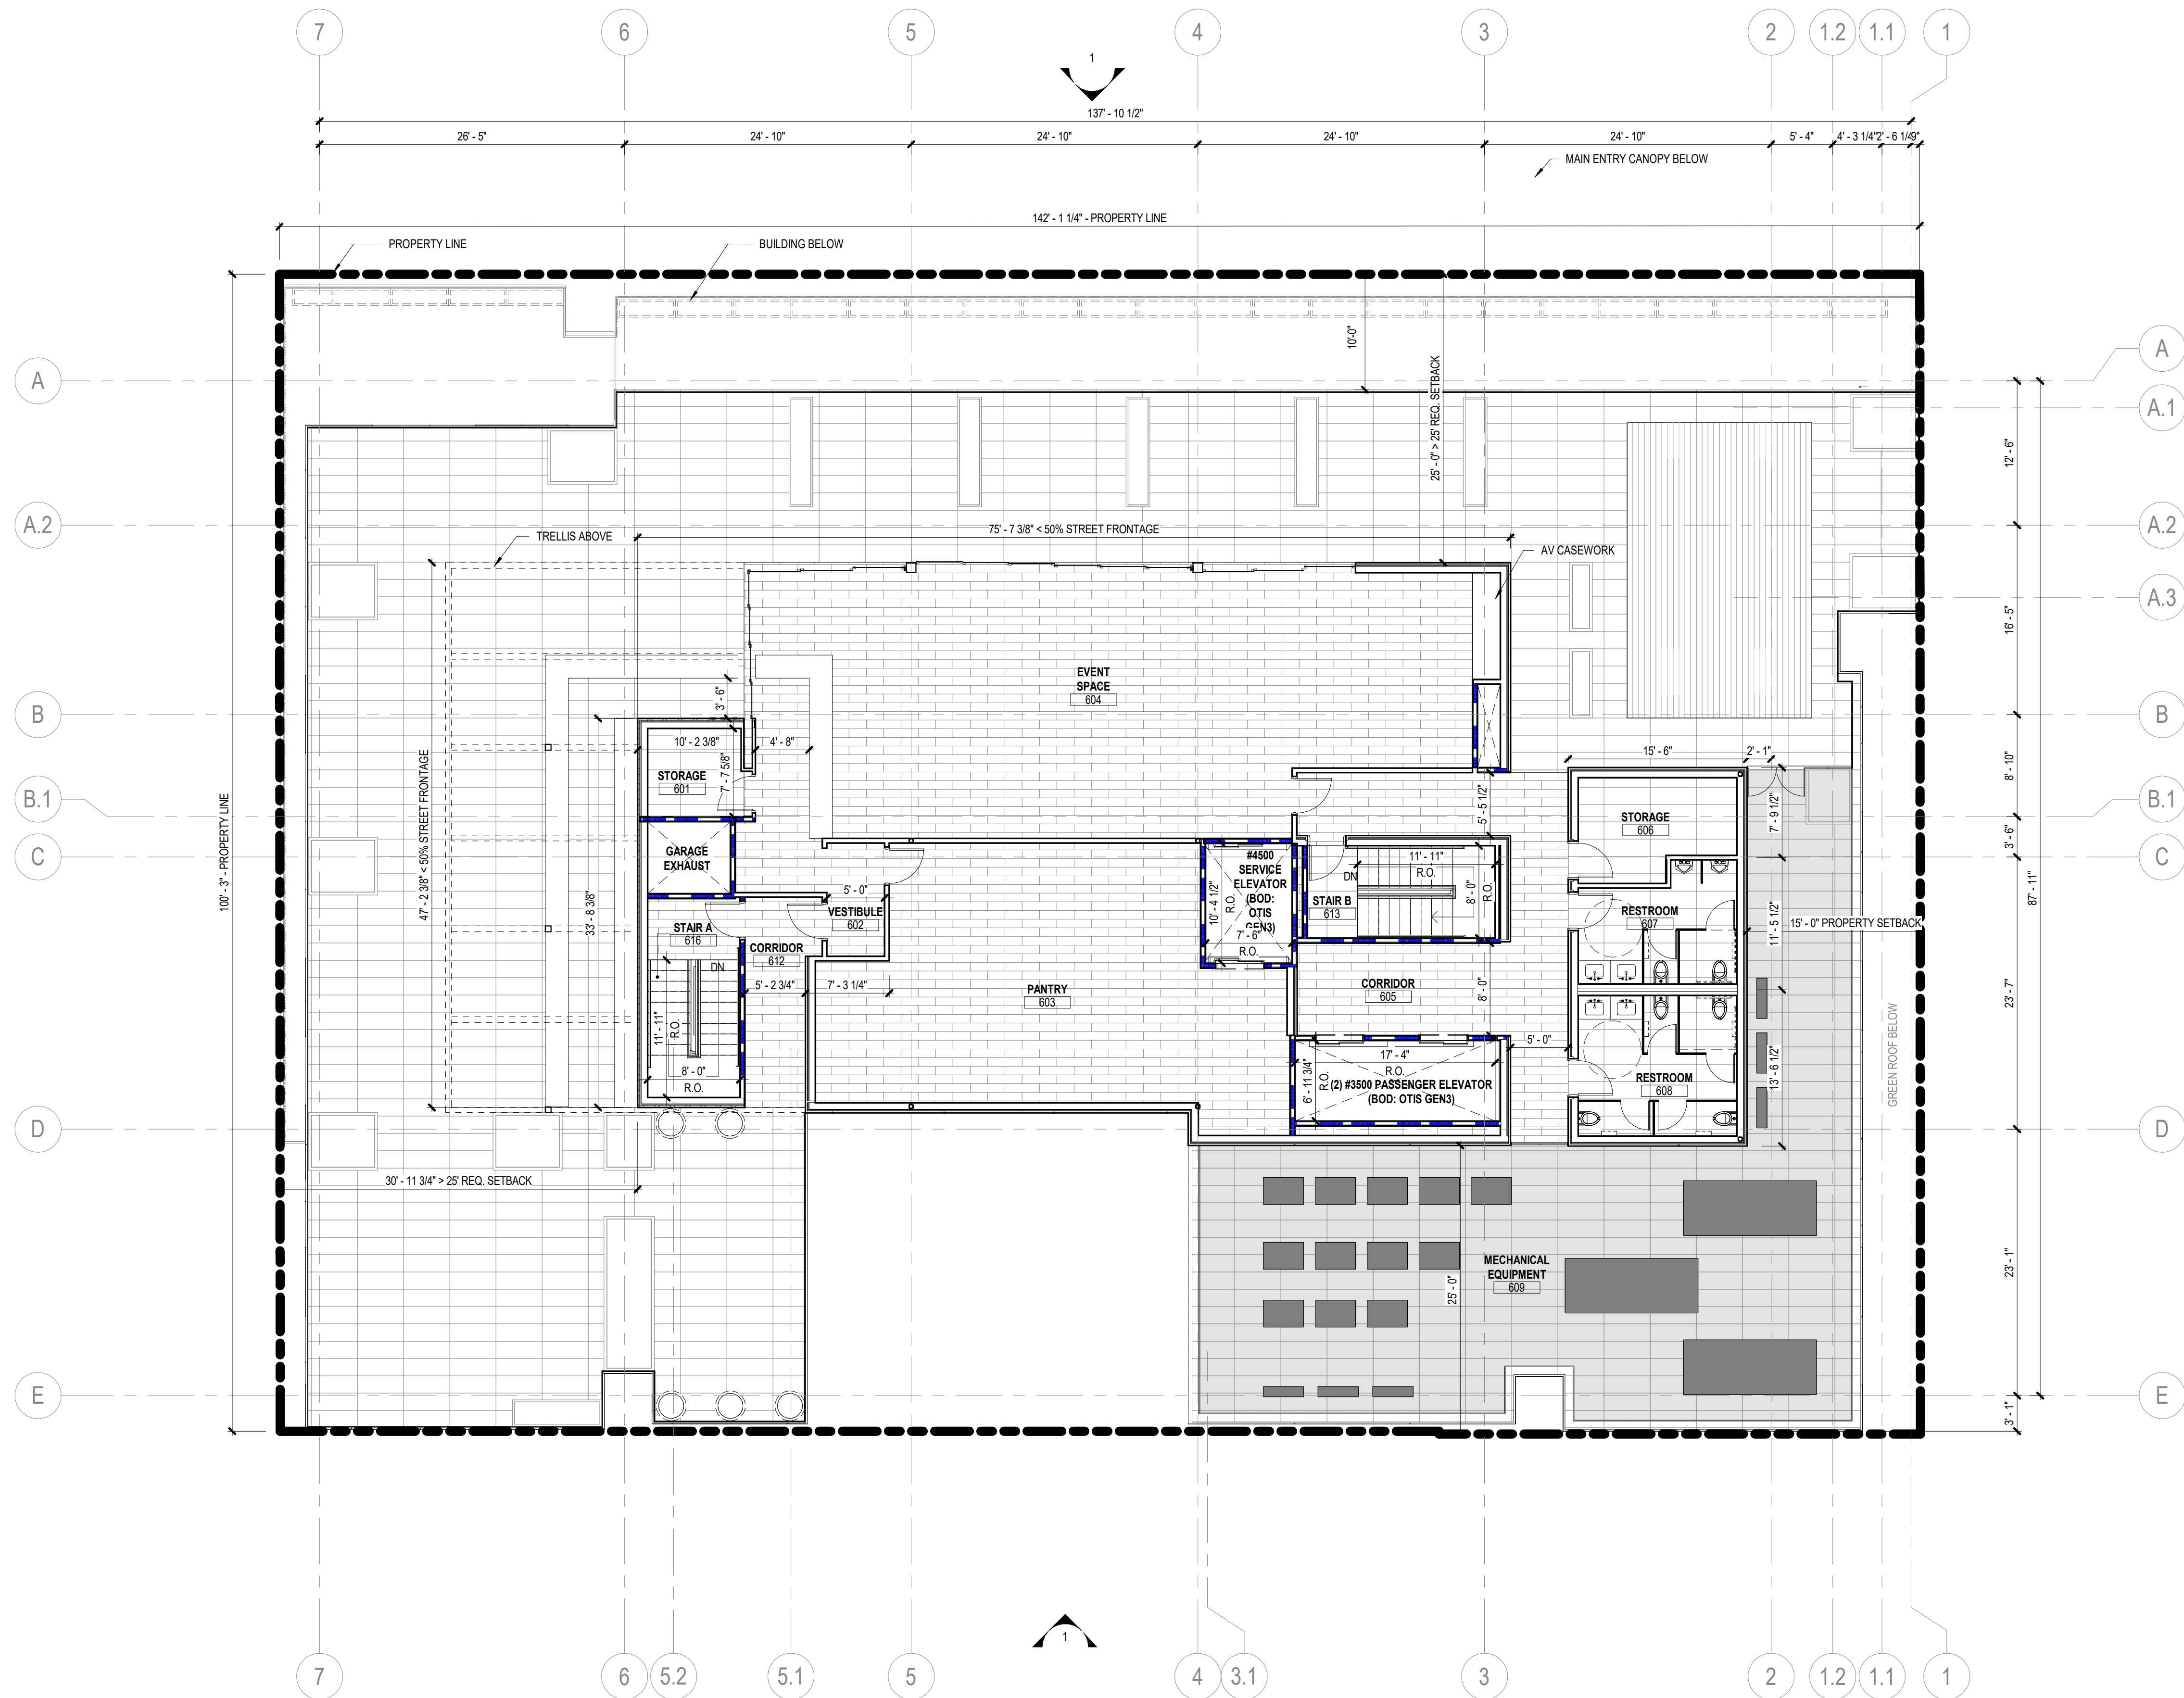 7
6
5
4
3
2
1.2
1.1
1
1
137' - 10 1/2"
26' - 5"
24' - 10"
24' - 10"
24' - 10"
24' - 10"
5' - 4"
4' - 3 1/4"
2' - 6 1/4"
9"
MAIN ENTRY CANOPY BELOW
142' - 1 1/4" - PROPERTY LINE
PROPERTY LINE
BUILDING BELOW
10'-0"
25' - 0" > 25' REQ. SETBACK
A
A
A.1
12' - 6"
A.2
A.2
75' - 7 3/8" < 50% STREET FRONTAGE
TRELLIS ABOVE
AV CASEWORK
A.3
16' - 5"
EVENT
SPACE
604
B
B
3' - 6"
10' - 2 3/8"
4' - 8"
15' - 6"
2' - 1"
8' - 10"
STORAGE
601
7' - 7 5/8"
47' - 2 3/8" < 50% STREET FRONTAGE
100' - 3" - PROPERTY LINE
B.1
B.1
5' - 5 1/2"
STORAGE
606
7' - 9 1/2"
3' - 6"
C
C
GARAGE
EXHAUST
#4500
SERVICE
ELEVATOR
(BOD:
OTIS
GEN3)
10' - 4 1/2"
R.O.
7' - 6"
R.O.
11' - 11"
R.O.
DN
STAIR B
613
8' - 0"
R.O.
87' - 11"
33' - 8 3/8"
5' - 0"
VESTIBULE
602
STAIR A
616
CORRIDOR
612
DN
RESTROOM
607
11' - 5 1/2"
15' - 0" PROPERTY SETBACK
5' - 2 3/4"
7' - 3 1/4"
PANTRY
603
CORRIDOR
605
8' - 0"
23' - 7"
11' - 11"
R.O.
8' - 0"
R.O.
5' - 0"
17' - 4"
R.O.
6' - 11 3/4"
R.O.
(2) #3500 PASSENGER ELEVATOR
(BOD: OTIS GEN3)
RESTROOM
608
13' - 6 1/2"
GREEN ROOF BELOW
D
D
30' - 11 3/4" > 25' REQ. SETBACK
25' - 0"
MECHANICAL
EQUIPMENT
609
23' - 1"
E
E
3' - 1"
1
7
6
5.2
5.1
5
4
3.1
3
2
1.2
1.1
1